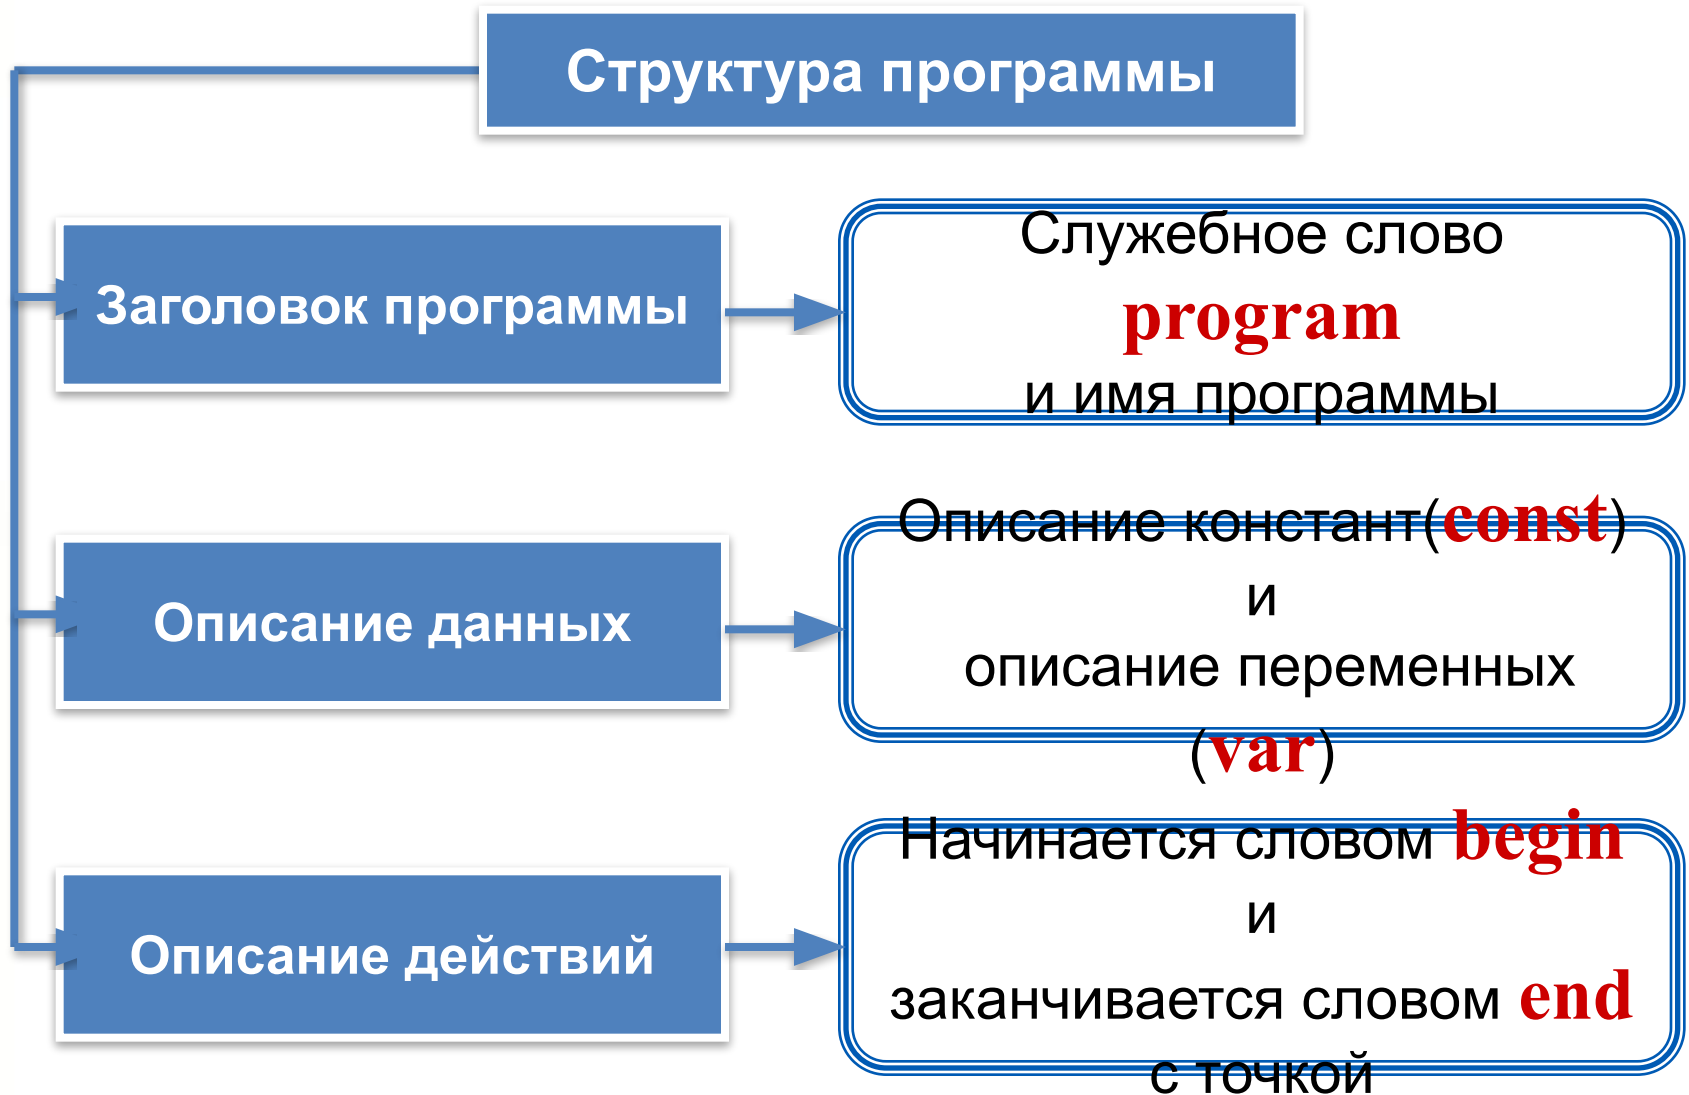 Структура программы
Заголовок программы
Служебное слово
program
и имя программы
Описание данных
Описание констант(const)
и
описание переменных
(var)
Описание действий
Начинается словом begin
и
заканчивается словом end
с точкой